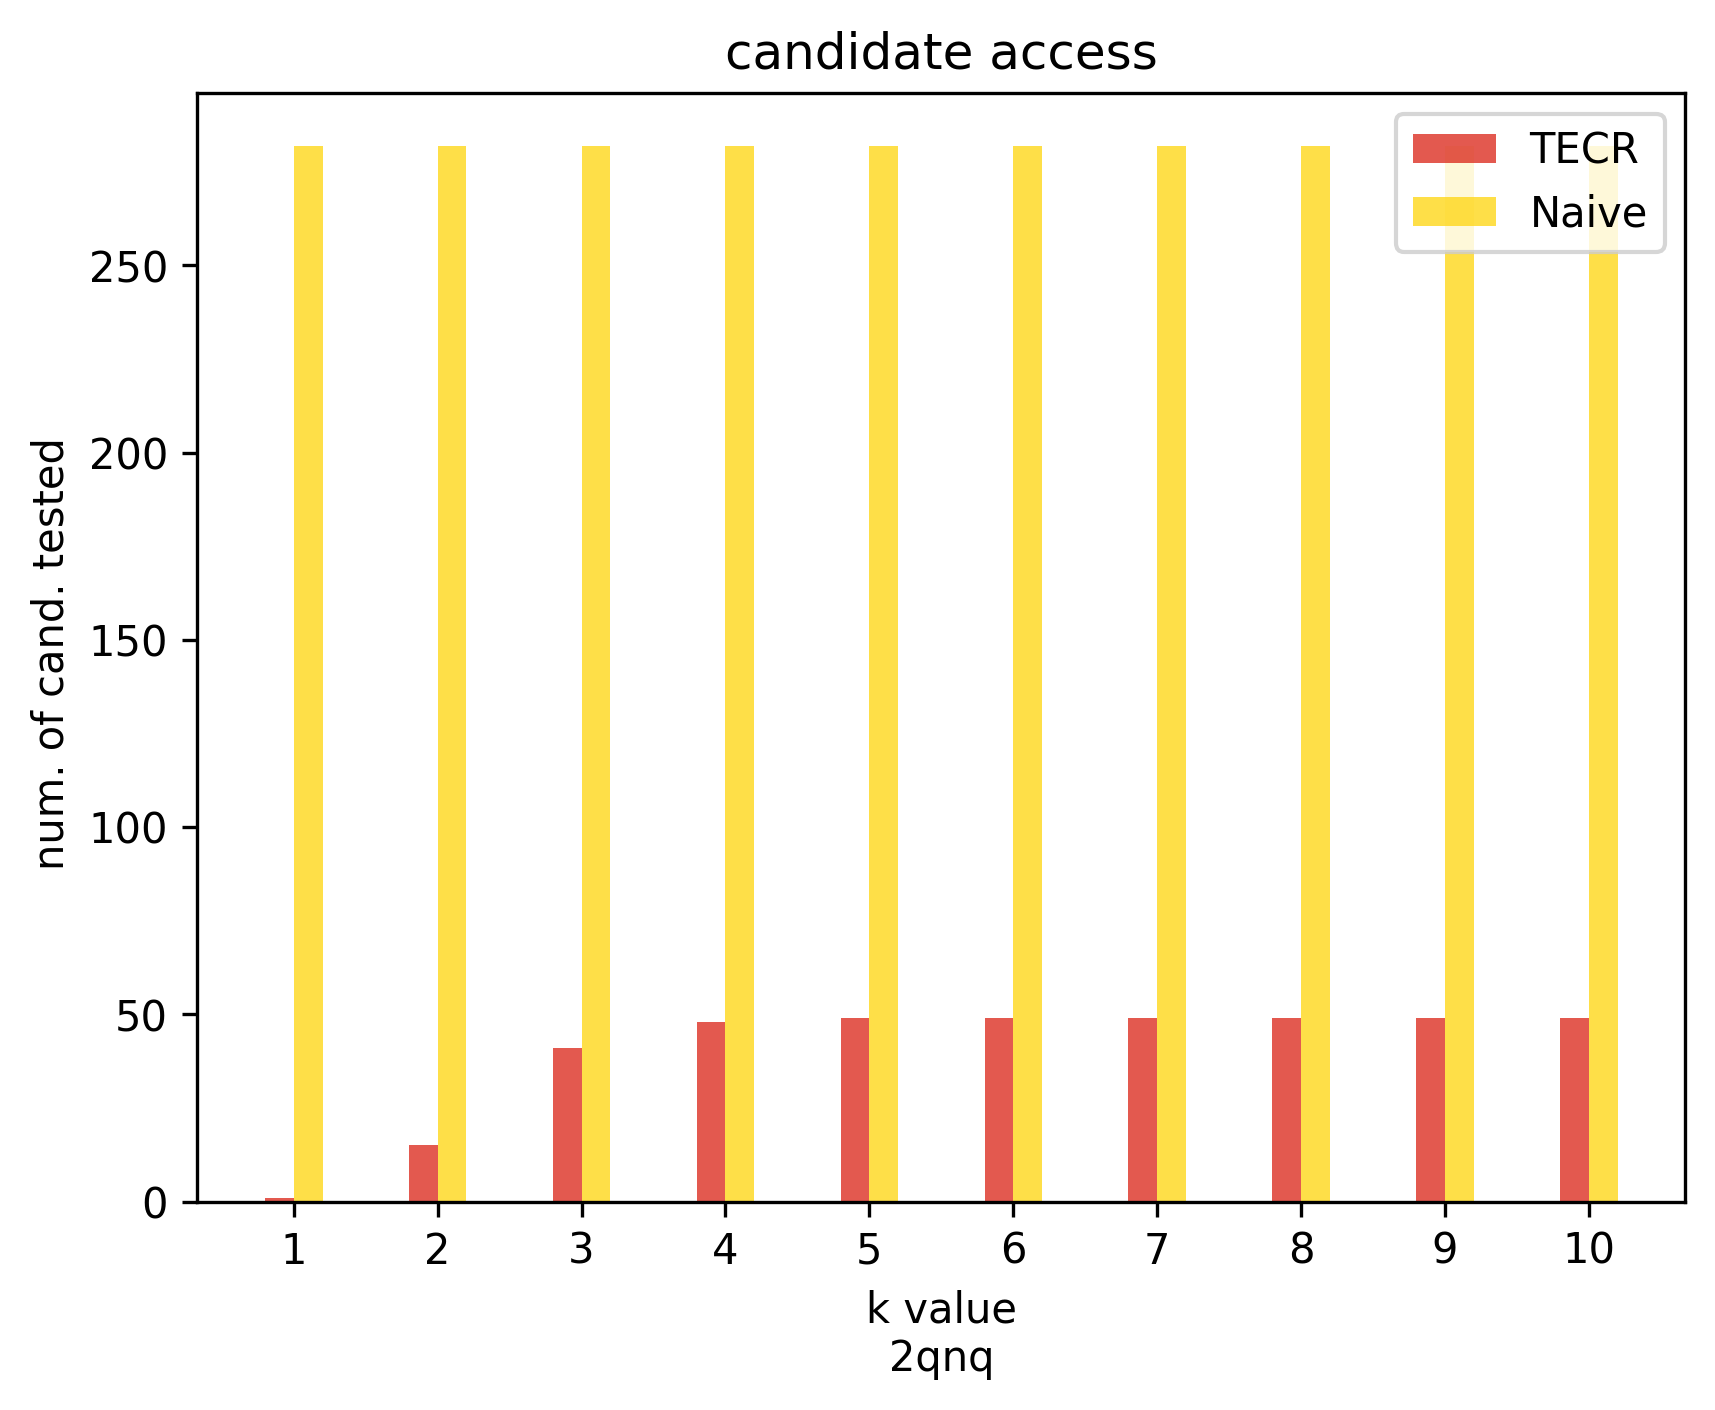 candidate access
TECR
Naive
num. of cand. tested
250
200
150
100
50
0
1 2 3 4 5 6 7 8 9 10
k value
2qnq